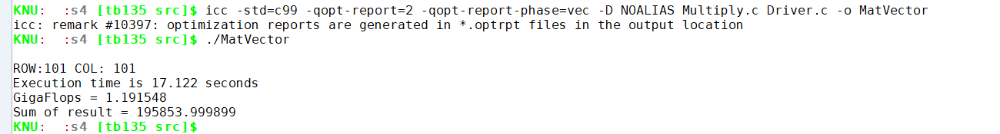 KNU:  :s4 [tb135 src]$ icc -std=c99 -qopt-report=2 -qopt-report-phase=vec -D NOALIAS Multiply.c Driver.c -o MatVector
icc: remark #10397: optimization reports are generated in *.optrpt files in the output location
KNU:  :s4 [tb135 src]$ ./MatVector
ROW:101 COL: 101
Execution time is 17.122 seconds
GigaFlops = 1.191548
Sum of result = 195853.999899
KNU:  :s4 [tb135 src]$